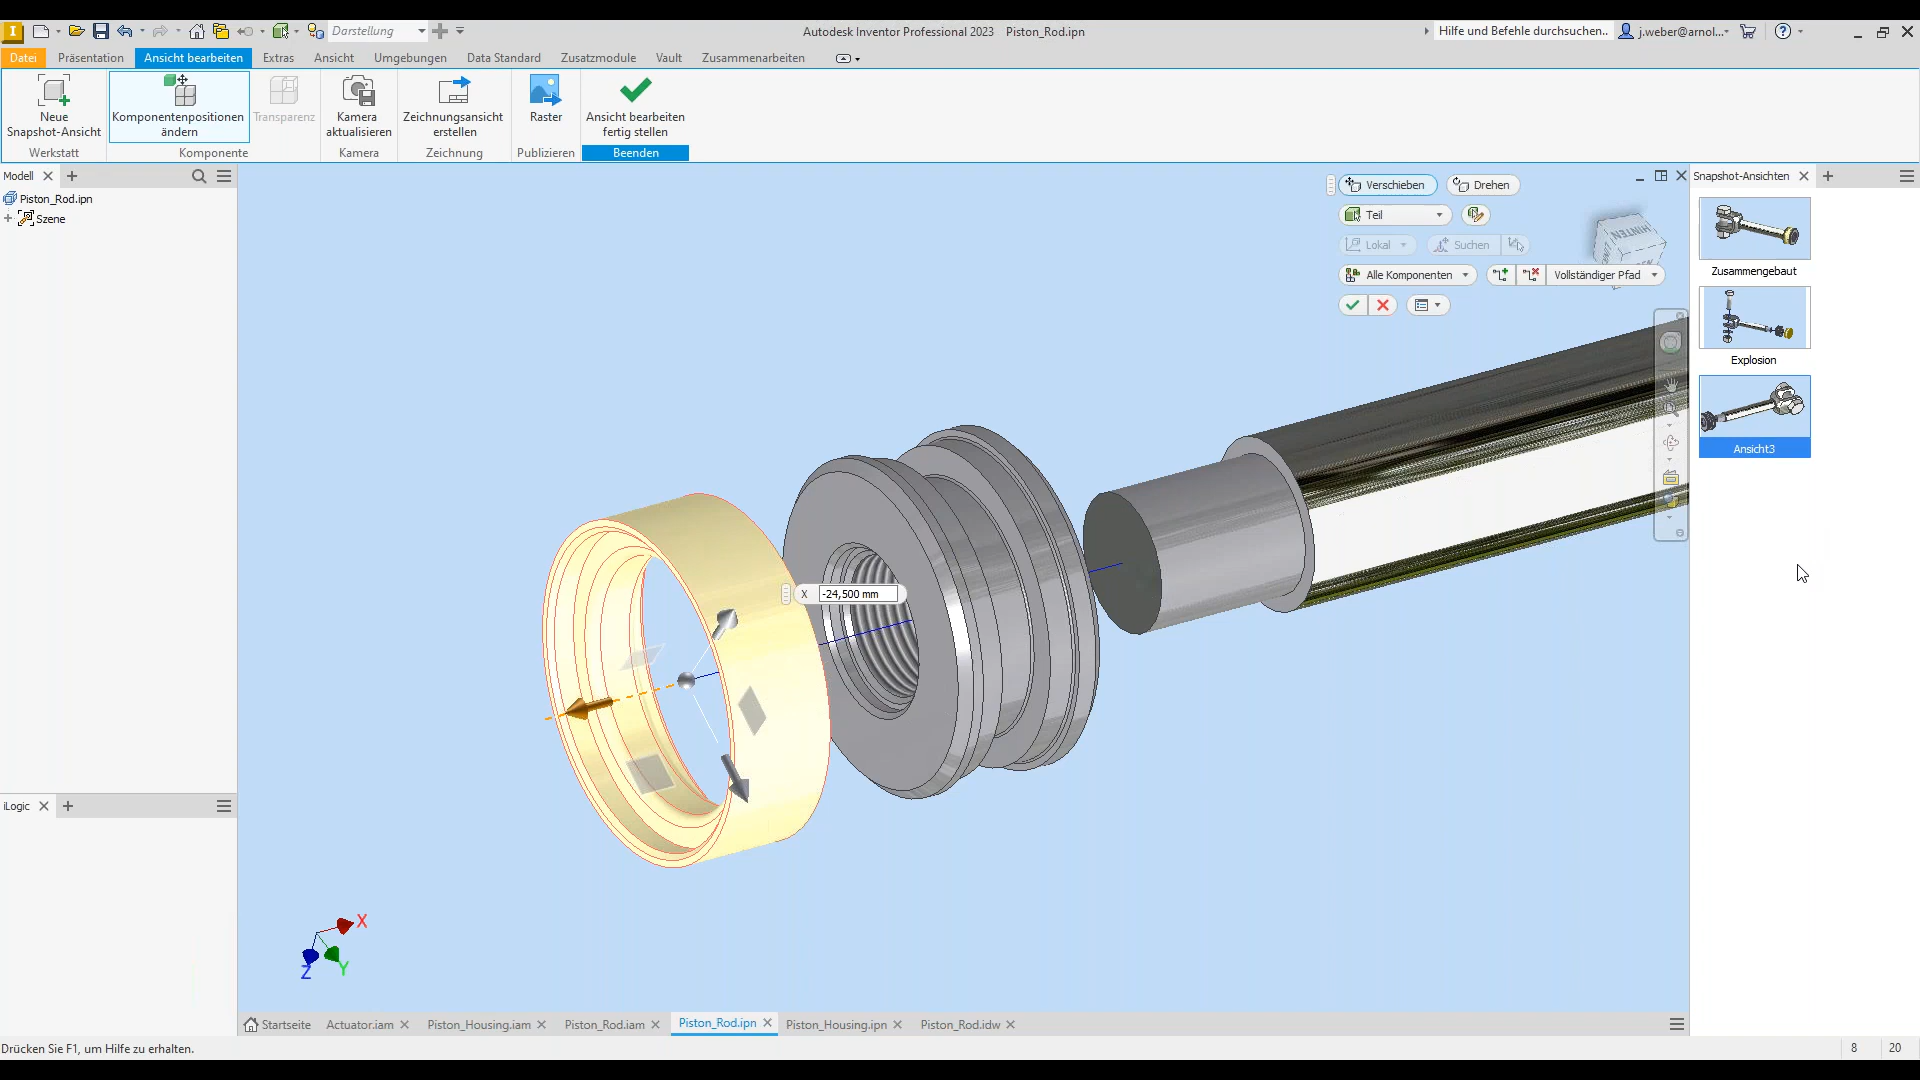 Darstellung
Autodesk Inventor Professional 2023 Piston_Rod.ipn
Hilfe und Befehle durchsuchen..
j.weber@arnol...
Datei Präsentation Ansicht bearbeiten Extras Ansicht Umgebungen Data Standard Zusatzmodule Vault Zusammenarbeiten
Neue
Snapshot-Ansicht
Komponentenpositionen
ändern
Transparenz
Kamera
aktualisieren
Zeichnungsansicht
erstellen
Raster
Ansicht bearbeiten
fertig stellen
Werkstatt Komponente Kamera Zeichnung Publizieren Beenden
Modell
Piston_Rod.ipn
Szene
Verschieben Drehen
Teil
Lokal Suchen
Alle Komponenten Vollständiger Pfad
HINTEN
Snapshot-Ansichten
Zusammengebaut
Explosion
Ansicht3
X -24,500 mm
iLogic
X
Z Y
Startseite Actuator.iam Piston_Housing.iam Piston_Rod.iam Piston_Rod.ipn Piston_Housing.ipn Piston_Rod.idw
Drücken Sie F1, um Hilfe zu erhalten.
8 20